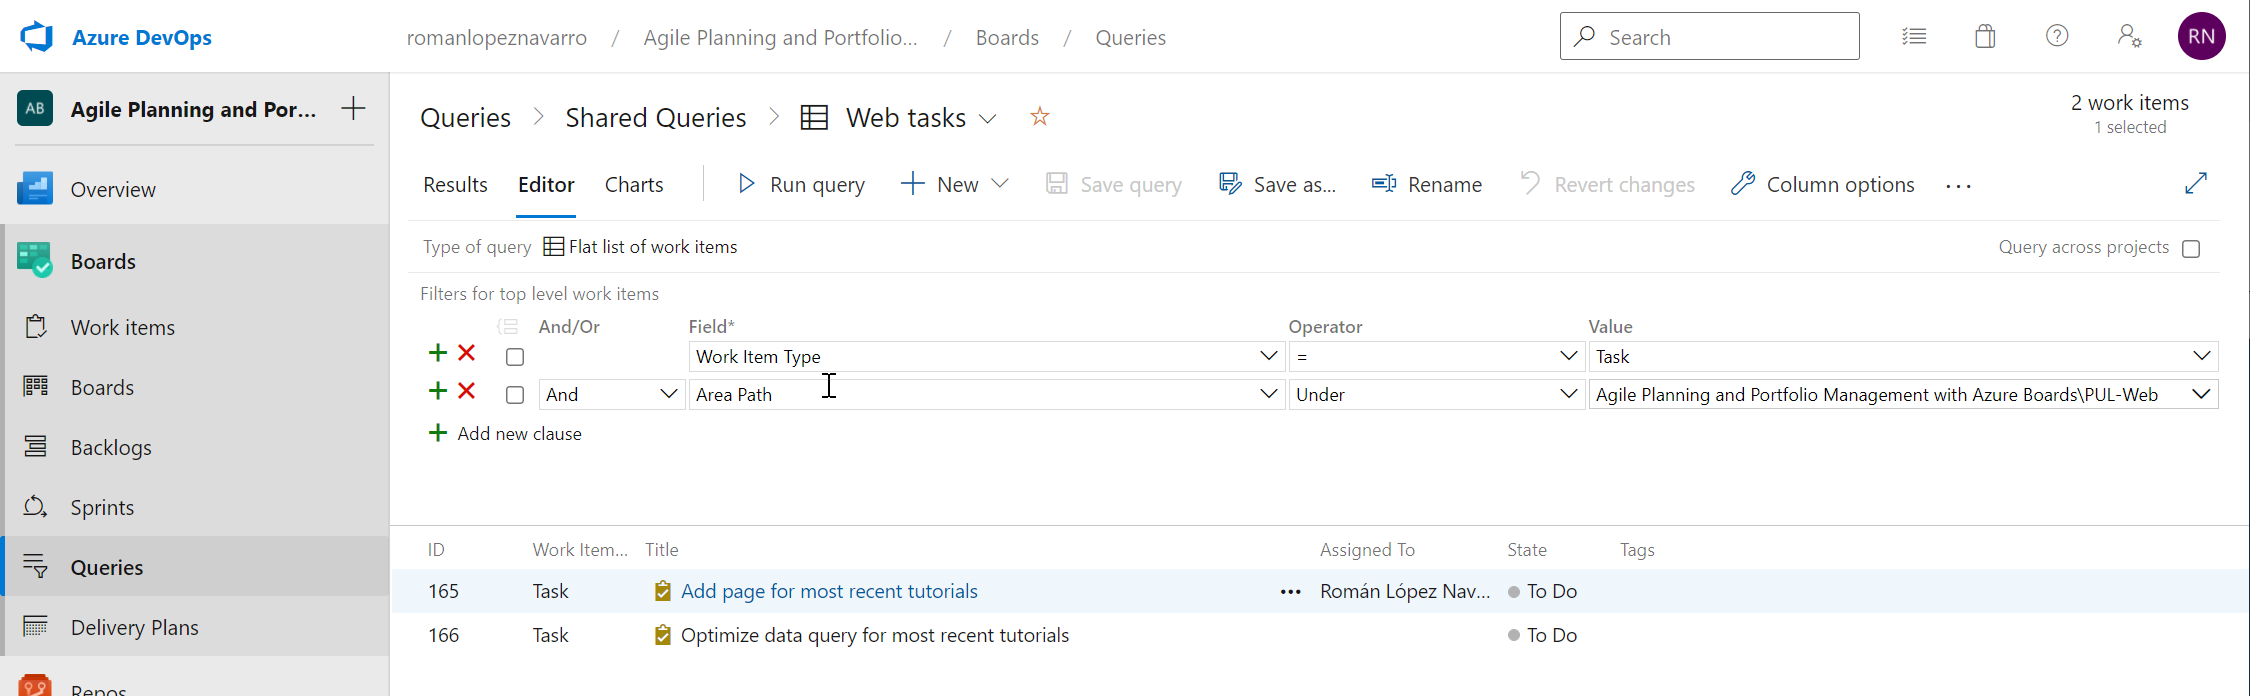 Azure DevOps
romanlopeznavarro / Agile Planning and Portfolio... / Boards / Queries
Search
RN
AB
Agile Planning and Por...
Overview
Boards
Work items
Boards
Backlogs
Sprints
Queries
Delivery Plans
Repos
Queries > Shared Queries > Web tasks
2 work items
1 selected
Results Editor Charts Run query New Save query Save as... Rename Revert changes Column options ...
Type of query Flat list of work items Query across projects
Filters for top level work items
And/Or Field* Operator Value
Work Item Type = Task
And Area Path Under Agile Planning and Portfolio Management with Azure Boards\PUL-Web
Add new clause
ID Work Item... Title Assigned To State Tags
165 Task Add page for most recent tutorials ... Román López Nav... To Do
166 Task Optimize data query for most recent tutorials To Do